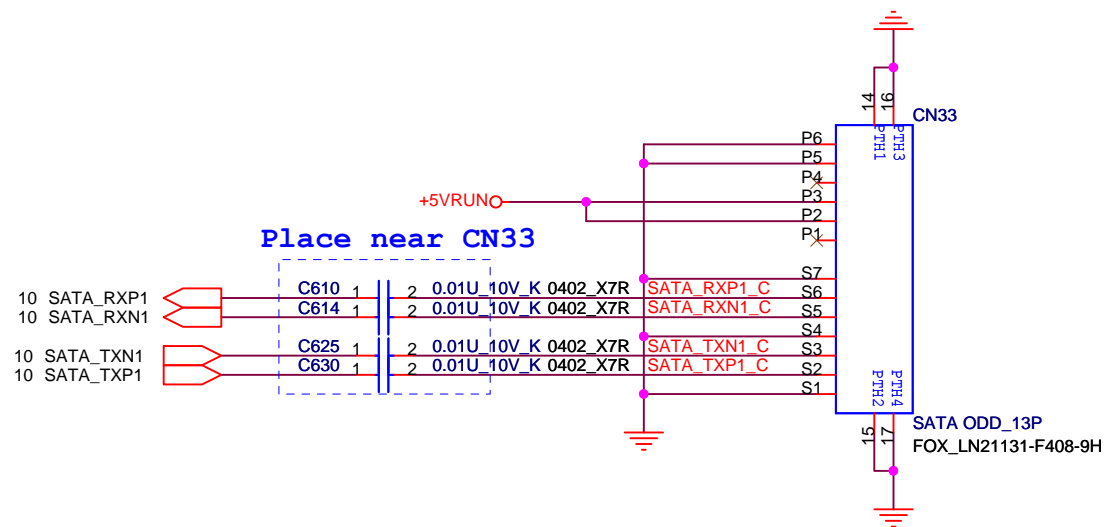 14
16
CN33
PTH1
PTH3
P6
P5
P4
P3
+5VRUN
P2
P1
Place near CN33
S7
10 SATA_RXP1
C610 1 2 0.01U_10V_K 0402_X7R SATA_RXP1_C S6
10 SATA_RXN1
C614 1 2 0.01U_10V_K 0402_X7R SATA_RXN1_C S5
S4
10 SATA_TXN1
C625 1 2 0.01U_10V_K 0402_X7R SATA_TXN1_C S3
10 SATA_TXP1
C630 1 2 0.01U_10V_K 0402_X7R SATA_TXP1_C S2
S1
PTH2
PTH4
15
17
SATA ODD_13P
FOX_LN21131-F408-9H